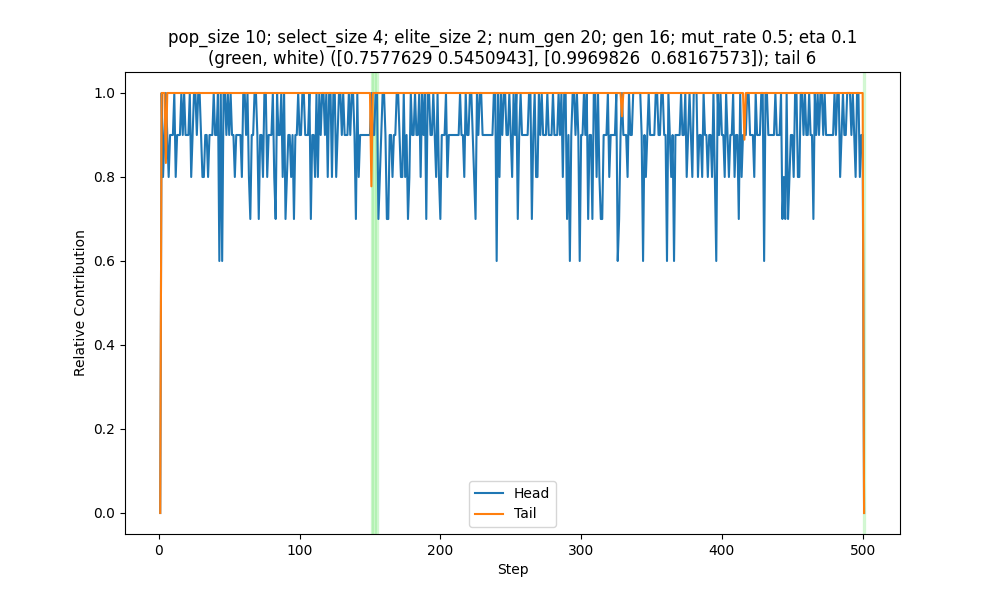 pop_size 10; select_size 4; elite_size 2; num_gen 20; gen 16; mut_rate 0.5; eta 0.1
(green, white) ([0.7577629 0.5450943], [0.9969826  0.68167573]); tail 6
1.0
0.8
0.6
0.4
0.2
0.0
Relative Contribution
Head
Tail
0
100
200
300
400
500
Step